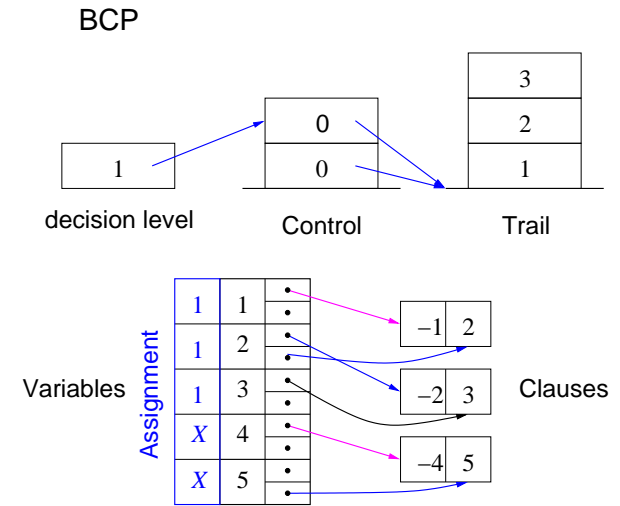 BCP
3
0 2
1 0 1
decision level Control Trail
1 1
−1 2
1 2
Variables Assignment 1 3 −2 3 Clauses
X 4
−4 5
X 5